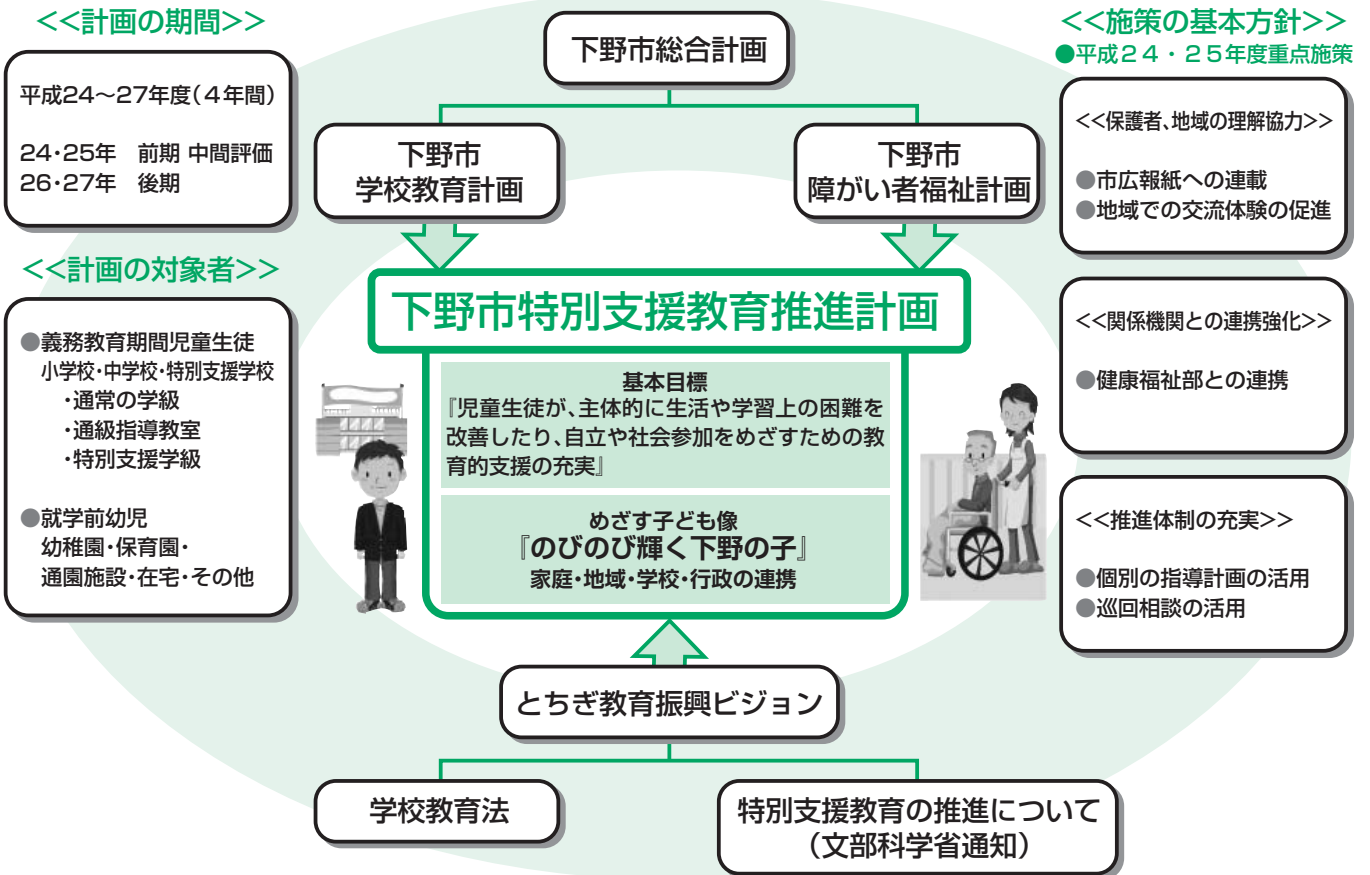 <<計画の期間>>
平成24～27年度(4年間)
24・25年　前期 中間評価
26・27年　後期
<<計画の対象者>>
●義務教育期間児童生徒
小学校・中学校・特別支援学校
・通常の学級
・通級指導教室
・特別支援学級
●就学前幼児
幼稚園・保育園・
通園施設・在宅・その他
下野市総合計画
下野市
学校教育計画
下野市
障がい者福祉計画
下野市特別支援教育推進計画
基本目標
『児童生徒が、主体的に生活や学習上の困難を
改善したり、自立や社会参加をめざすための教
育的支援の充実』
めざす子ども像
『のびのび輝く下野の子』
家庭・地域・学校・行政の連携
とちぎ教育振興ビジョン
学校教育法
特別支援教育の推進について
（文部科学省通知）
<<施策の基本方針>>
●平成２４・２５年度重点施策
<<保護者、地域の理解協力>>
●市広報紙への連載
●地域での交流体験の促進
<<関係機関との連携強化>>
●健康福祉部との連携
<<推進体制の充実>>
●個別の指導計画の活用
●巡回相談の活用